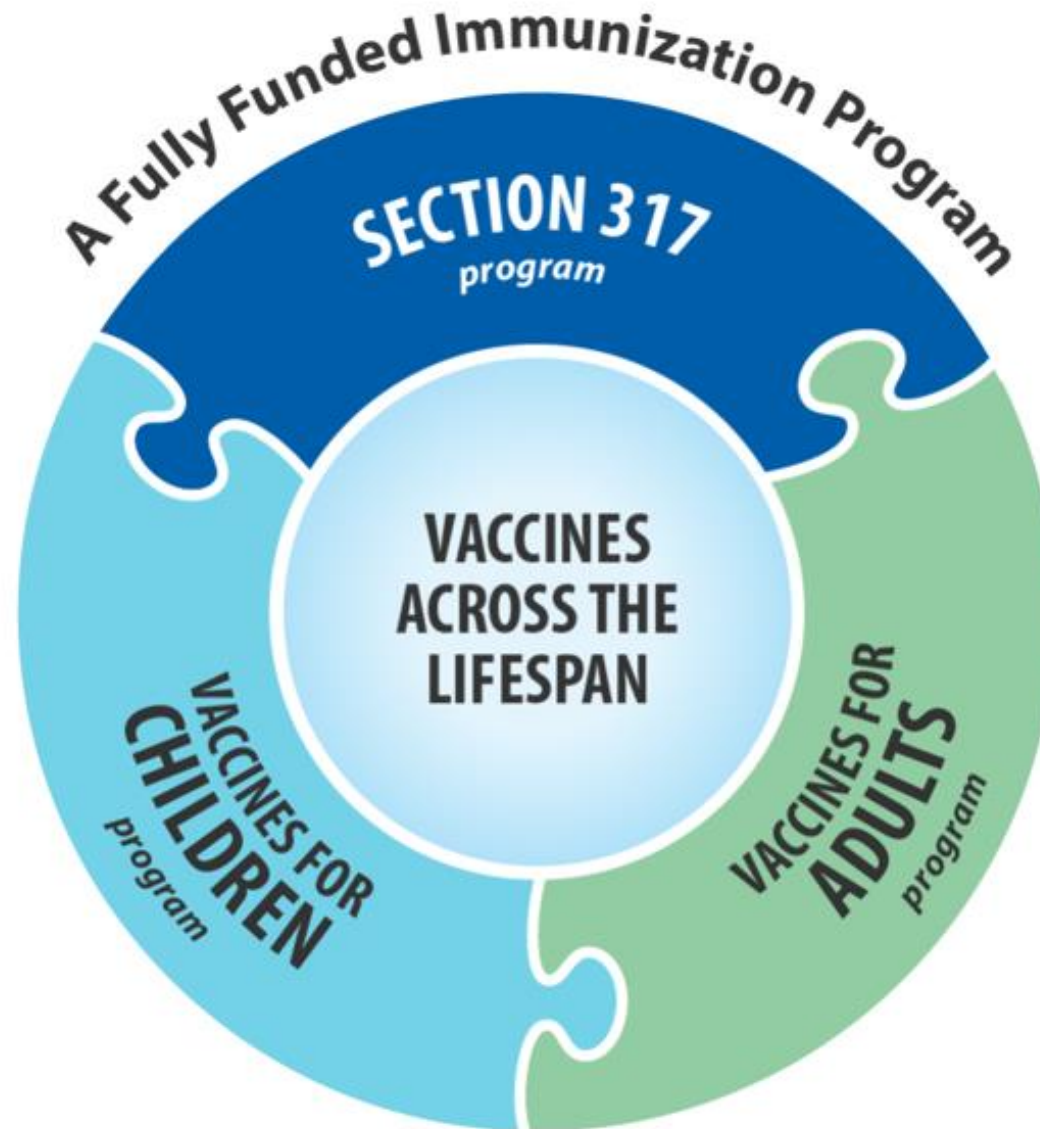 A Fully Funded Immunization Program
SECTION 317
program
VACCINES
ACROSS THE
LIFESPAN
VACCINES FOR
CHILDREN
program
VACCINES FOR
ADULTS
program